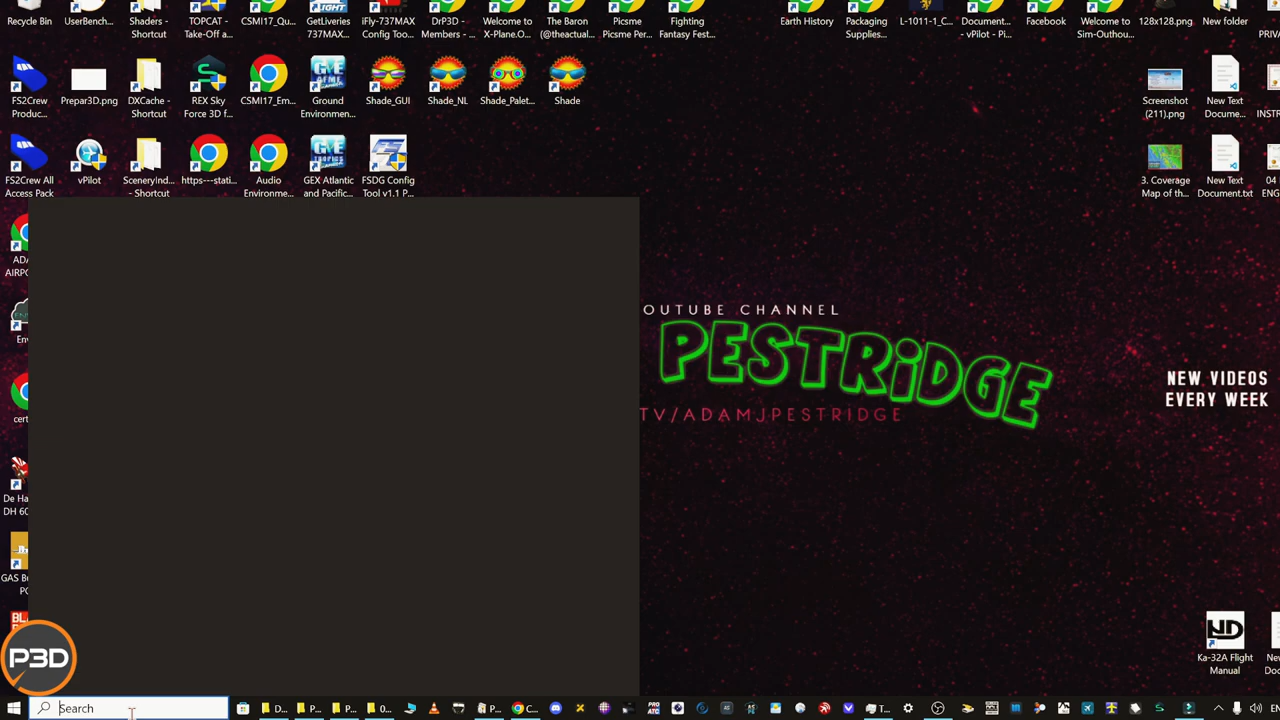 Recycle Bin
UserBenc...
Shaders -
Shortcut
TOPCAT -
Take-Off a...
CSMI17_Qu...
GetLiveries
737MAX...
iFly-737MAX
Config Too...
DrP3D -
Members - ...
Welcome to
X-Plane.O...
The Baron
(@theactual...
Picsme
Picsme Per...
Fighting
Fantasy Fest...
Earth History
Packaging
Supplies...
L-1011-1_C...
Document...
- vPilot - Pi...
Facebook
Welcome to
Sim-Outhou...
128x128.png
New folder
FS2Crew
Produc...
Prepar3D.png
DXCache -
Shortcut
REX Sky
Force 3D f...
CSMI17_Em...
Ground
Environmen...
Shade_GUI
Shade_NL
Shade_Palet...
Shade
Screenshot
(211).png
New Text
Docume...
FS2Crew All
Access Pack
vPilot
SceneryInd...
- Shortcut
https---stati...
Audio
Environme...
GEX Atlantic
and Pacific...
FSDG Config
Tool v1.1 P...
3. Coverage
Map of th...
New Text
Document.txt
OUTUBE CHANNEL
PESTRIDGE
TV/ADAMJPESTRIDGE
NEW VIDEOS
EVERY WEEK
Ka-32A Flight
Manual
P3D
Search